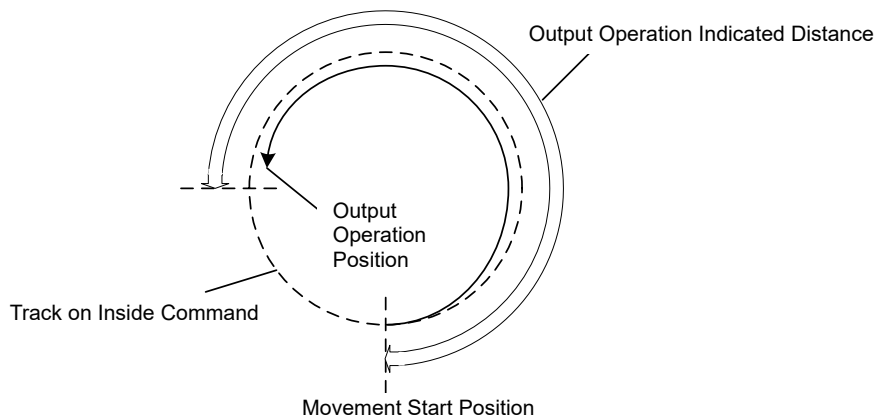 Output Operation Indicated Distance
Output
Operation
Position
Track on Inside Command
Movement Start Position